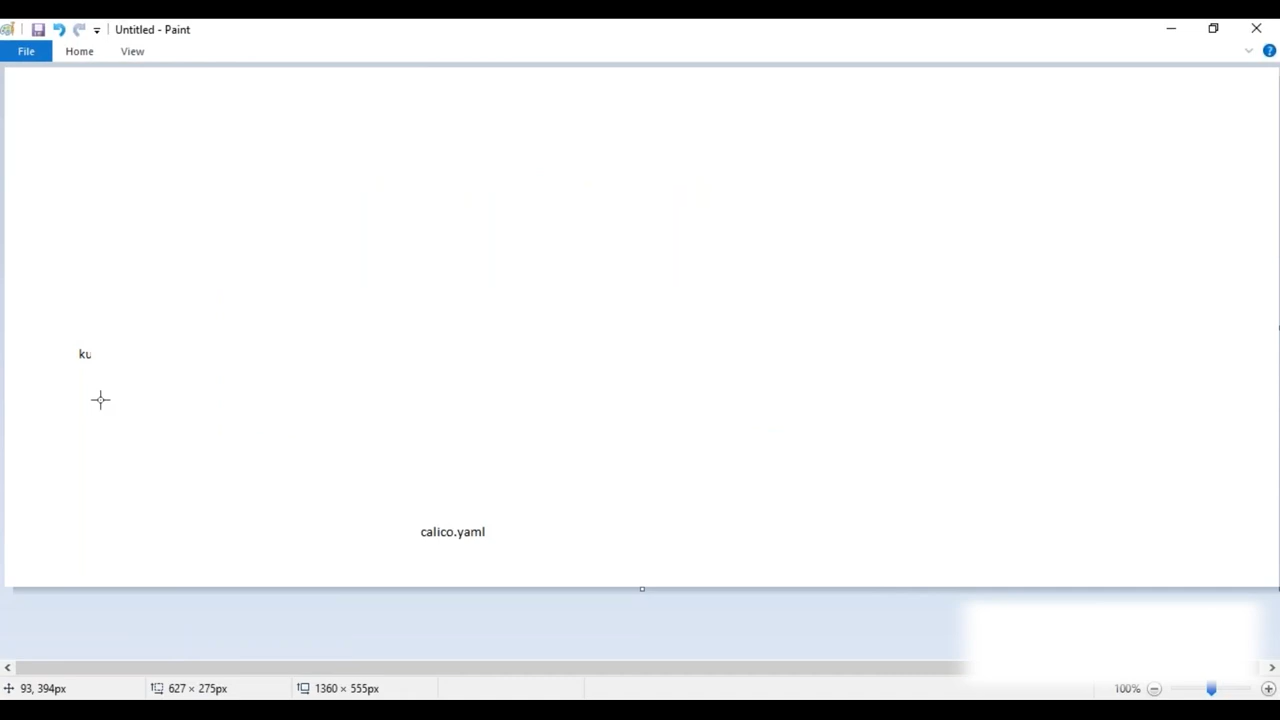 Untitled - Paint
File Home View
ku
calico.yaml
93, 394px 627 × 275px 1360 × 555px 100%